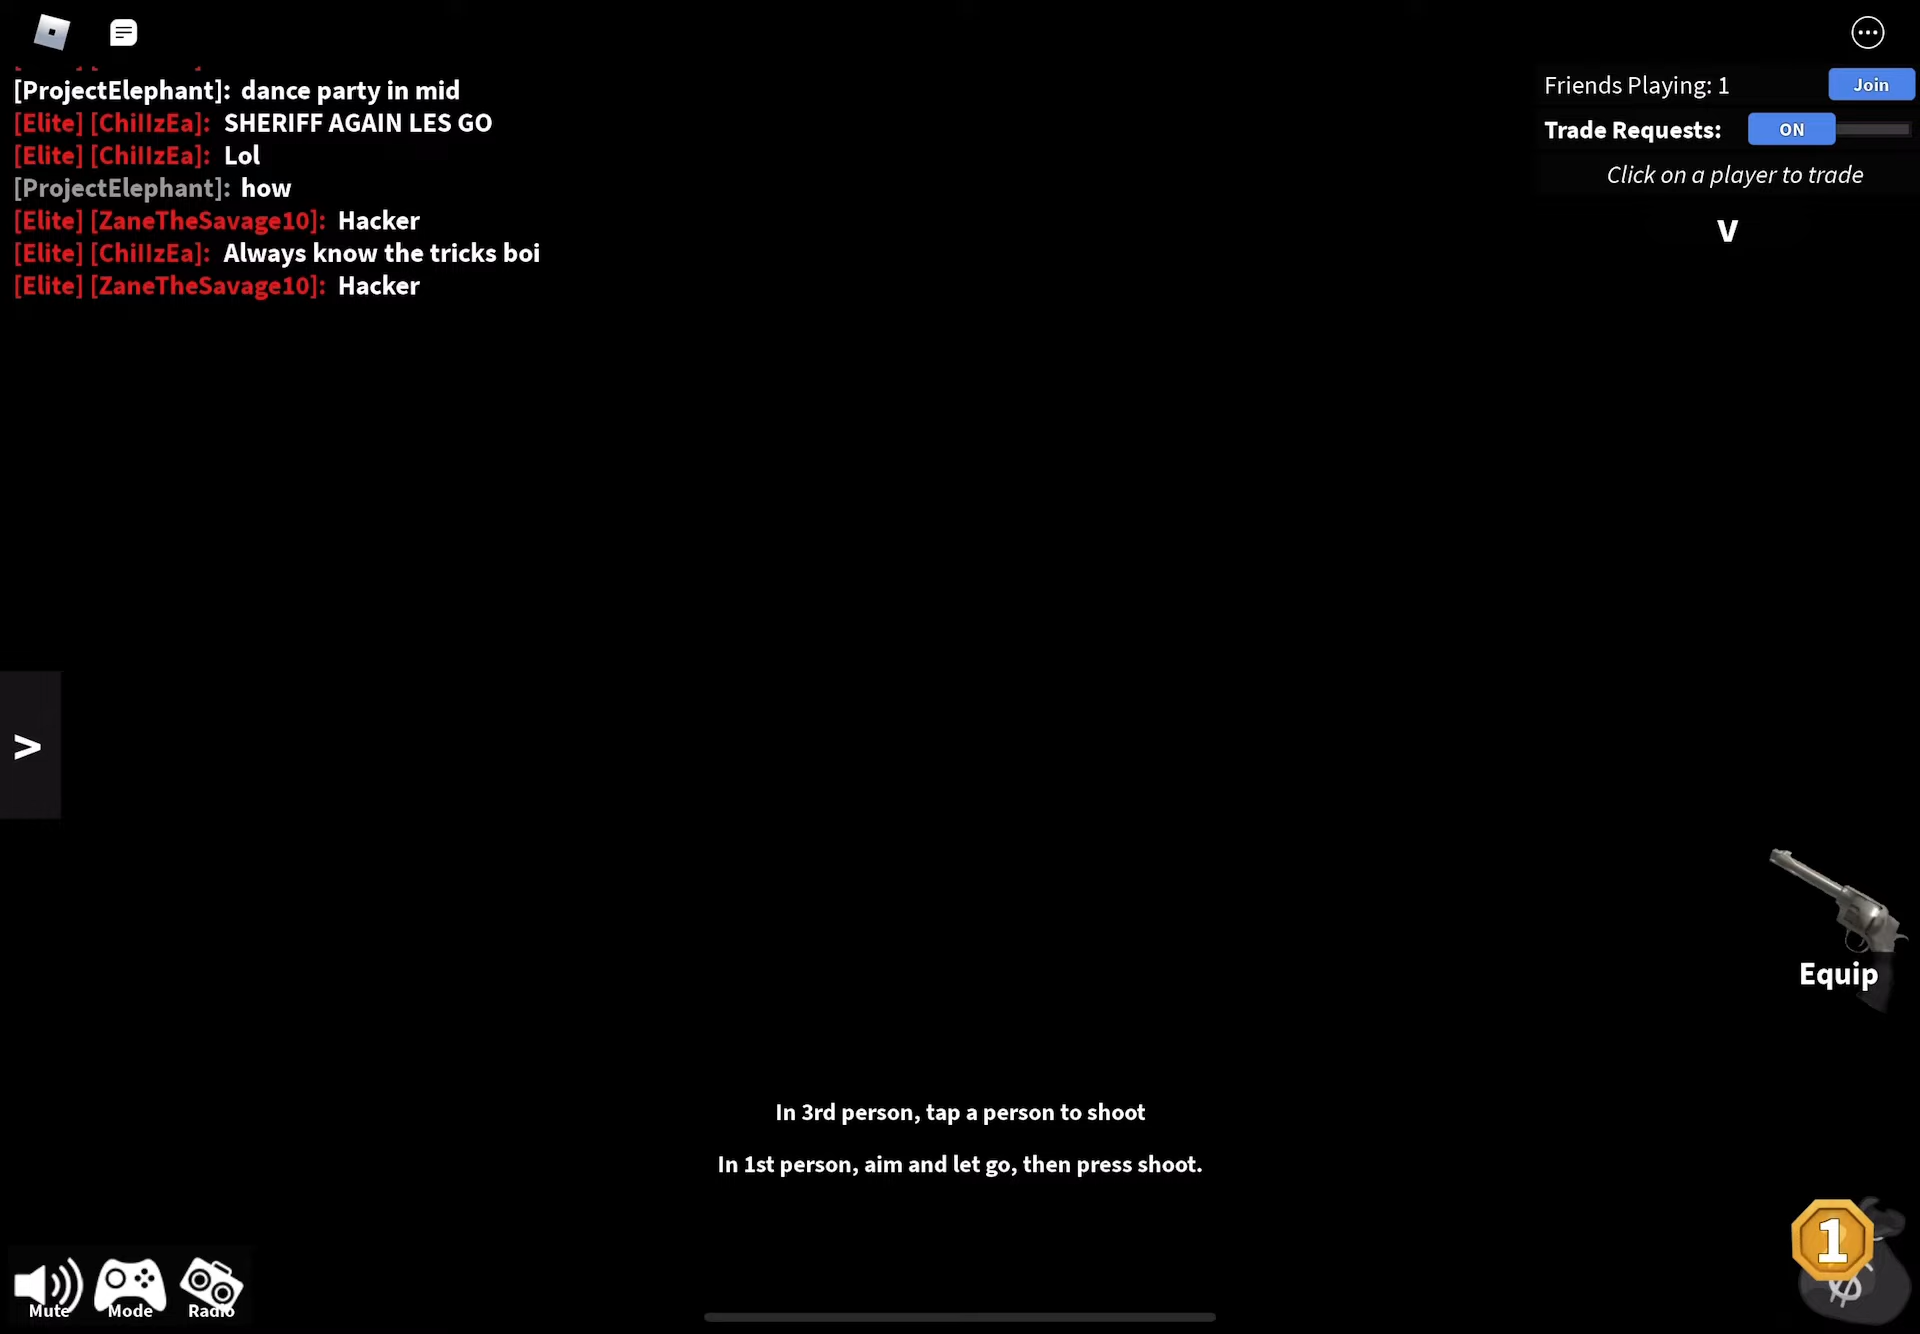 [ProjectElephant]: dance party in mid
[Elite] [ChiIIzEa]: SHERIFF AGAIN LES GO
[Elite] [ChiIIzEa]: Lol
[ProjectElephant]: how
[Elite] [ZaneTheSavage10]: Hacker
[Elite] [ChiIIzEa]: Always know the tricks boi
[Elite] [ZaneTheSavage10]: Hacker
Friends Playing: 1
Join
Trade Requests:
ON
Click on a player to trade
V
>
Equip
In 3rd person, tap a person to shoot
In 1st person, aim and let go, then press shoot.
1
$
Mute
Mode
Radio